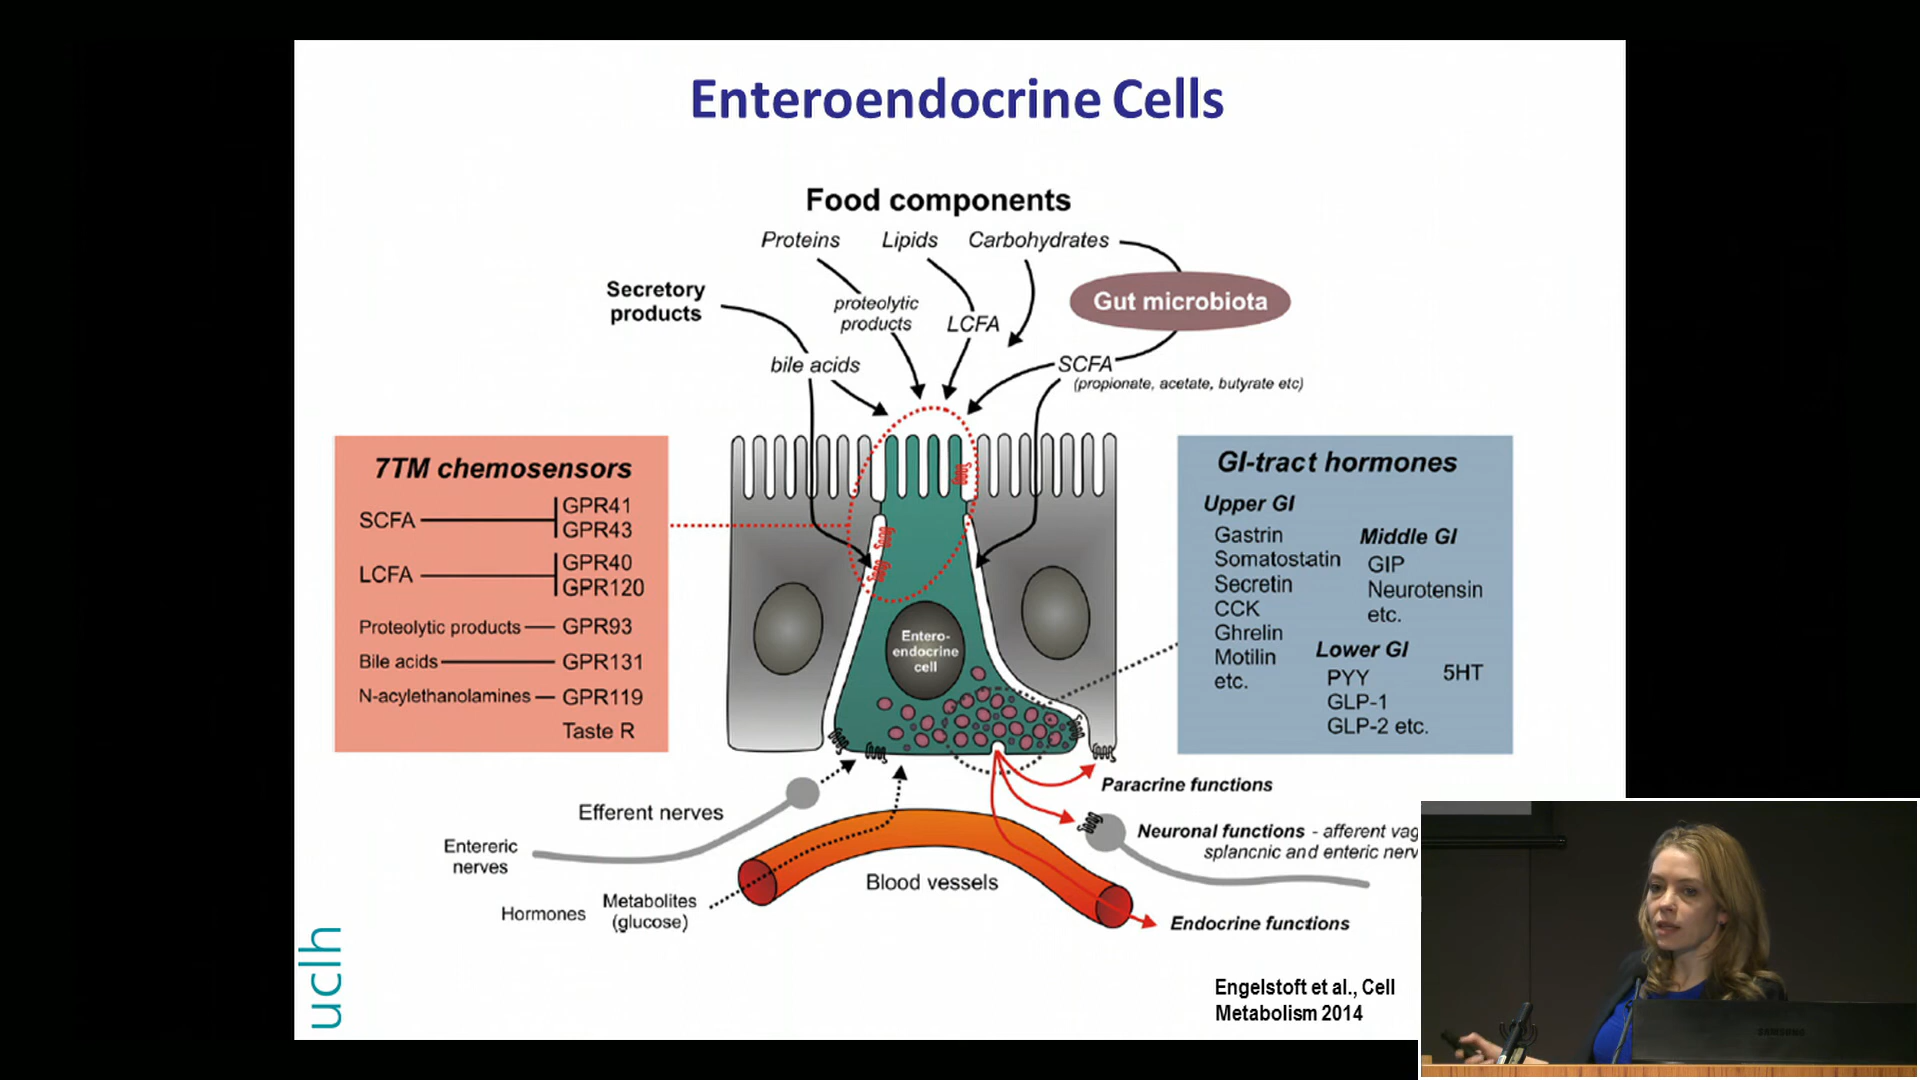 Enteroendocrine Cells
Food components
Proteins
Lipids
Carbohydrates
Secretory
products
proteolytic
products
LCFA
Gut microbiota
bile acids
SCFA
(propionate, acetate, butyrate etc)
7TM chemosensors
SCFA
GPR41
GPR43
LCFA
GPR40
GPR120
Proteolytic products
GPR93
Bile acids
GPR131
N-acylethanolamines
GPR119
Taste R
Entero-
endocrine
cell
GI-tract hormones
Upper GI
Gastrin
Somatostatin
Secretin
CCK
Ghrelin
Motilin
etc.
Middle GI
GIP
Neurotensin
etc.
Lower GI
PYY
GLP-1
GLP-2 etc.
5HT
Efferent nerves
Entereric
nerves
Hormones
Metabolites
(glucose)
Blood vessels
Paracrine functions
Neuronal functions - afferent vag
splancnic and enteric nerv
Endocrine functions
uclh
Engelstoft et al., Cell
Metabolism 2014
SAMSUNG